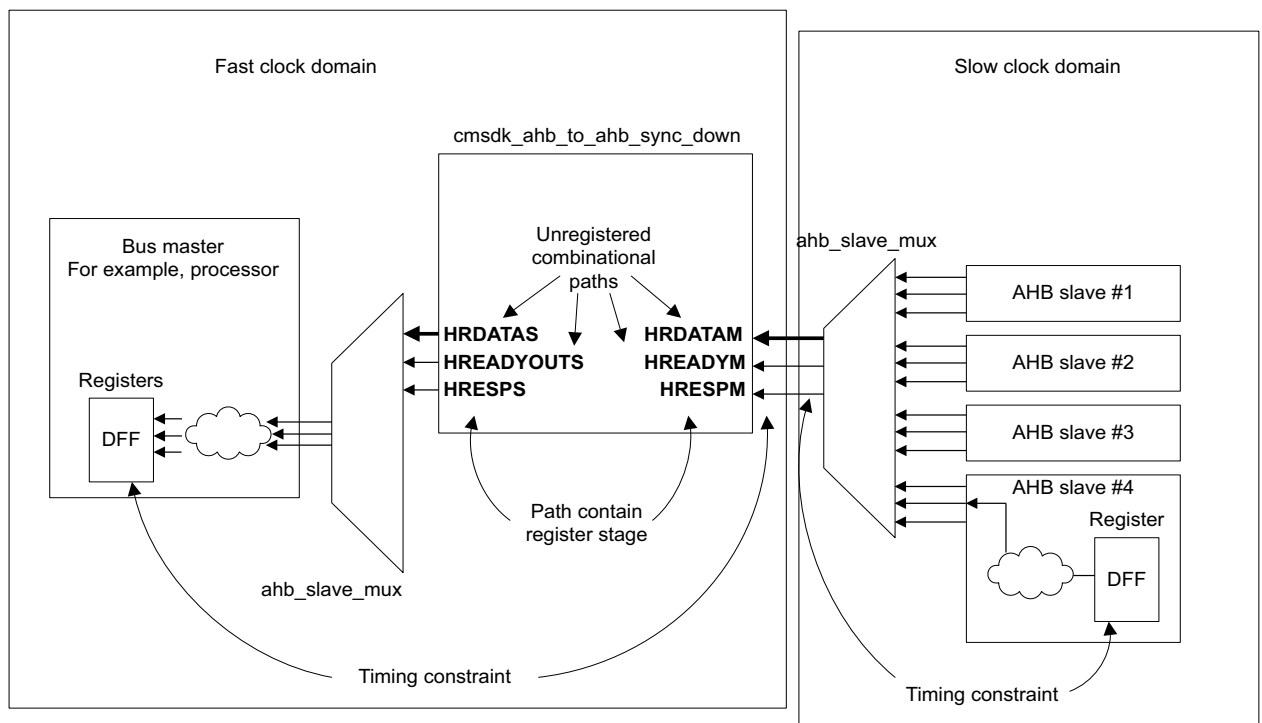 Fast clock domain
Slow clock domain
cmsdk_ahb_to_ahb_sync_down
Bus master
For example, processor
Unregistered
combinational
paths
ahb_slave_mux
AHB slave #1
HRDATAS
HRDATAM
HREADYOUTS
HREADYM
HRESPS
HRESPM
AHB slave #2
Registers
DFF
AHB slave #3
AHB slave #4
Path contain
register stage
Register
DFF
ahb_slave_mux
Timing constraint
Timing constraint